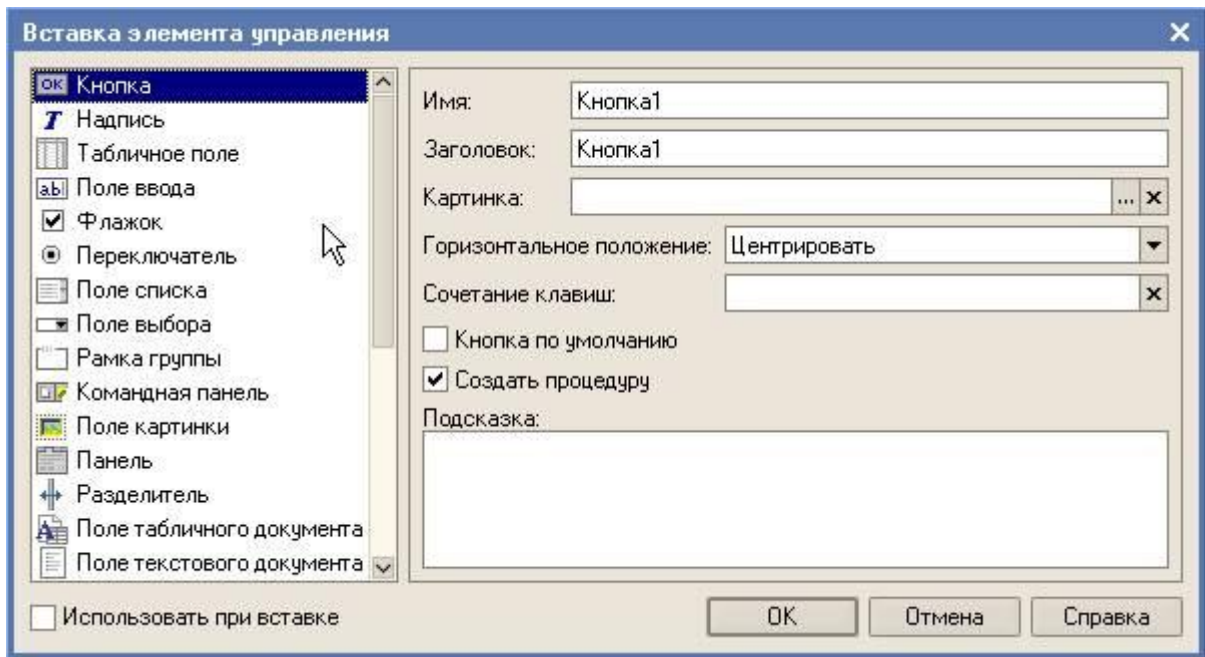 Вставка элемента управления
Кнопка
Надпись
Табличное поле
Поле ввода
Флажок
Переключатель
Поле списка
Поле выбора
Рамка группы
Командная панель
Поле картинки
Панель
Разделитель
Поле табличного документа
Поле текстового документа
Имя: Кнопка1
Заголовок: Кнопка1
Картинка: ...
Горизонтальное положение: Центрировать
Сочетание клавиш:
Кнопка по умолчанию
Создать процедуру
Подсказка:
Использовать при вставке
OK Отмена Справка